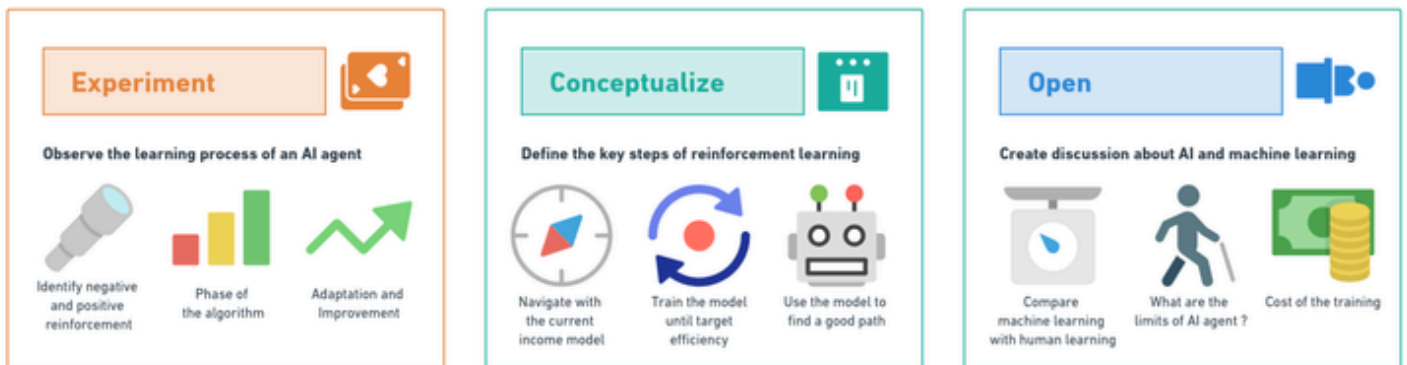 Experiment
Observe the learning process of an AI agent
Identify negative
and positive
reinforcement
Phase of
the algorithm
Adaptation and
Improvement
Conceptualize
Define the key steps of reinforcement learning
Navigate with
the current
income model
Train the model
until target
efficiency
Use the model to
find a good path
Open
Create discussion about AI and machine learning
Compare
machine learning
with human learning
What are the
limits of AI agent ?
Cost of the training